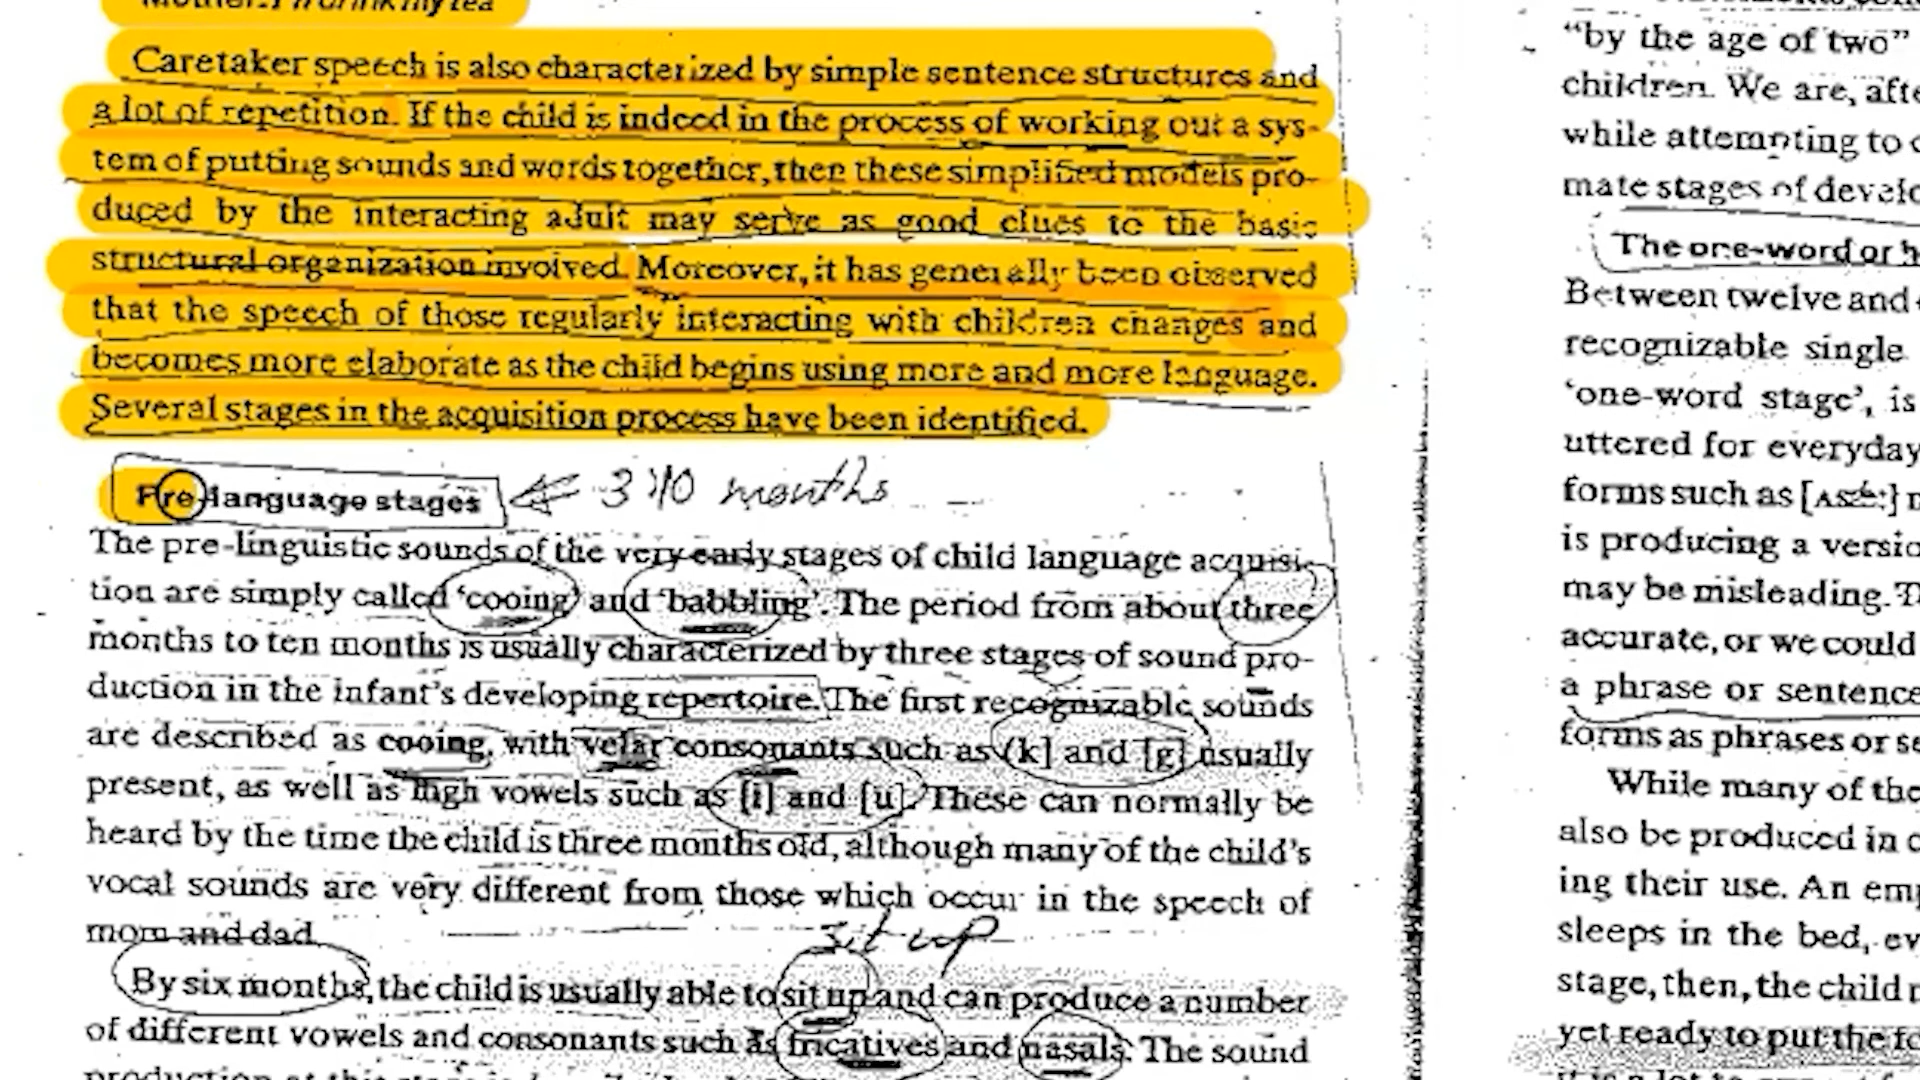 Mother: I'll drink my tea
Caretaker speech is also characterized by simple sentence structures and
a lot of repetition. If the child is indeed in the process of working out a sys-
tem of putting sounds and words together, then these simplified models pro-
duced by the interacting adult may serve as good clues to the basic
structural organization involved. Moreover, it has generally been observed
that the speech of those regularly interacting with children changes and
becomes more elaborate as the child begins using more and more language.
Several stages in the acquisition process have been identified.
Pre-language stages
months
The pre-linguistic sounds of the very early stages of child language acquisi-
tion are simply called ‘cooing’ and ‘babbling’. The period from about three
months to ten months is usually characterized by three stages of sound pro-
duction in the infant's developing repertoire. The first recognizable sounds
are described as cooing, with velar consonants such as [k] and [g] usually
present, as well as high vowels such as [i] and [u]. These can normally be
heard by the time the child is three months old, although many of the child's
vocal sounds are very different from those which occur in the speech of
mom and dad.
sit up
By six months, the child is usually able to sit up and can produce a number
of different vowels and consonants such as fricatives and nasals. The sound
“by the age of two”
children. We are,
while attempting to
mate stages of
The one-word or
Between twelve and
recognizable single
‘one-word stage’, is
uttered for everyday
forms such as
is producing a
may be misleading.
accurate, or we could
a phrase or sentence
forms as phrases or
While many of the
also be produced in
ing their use. An
sleeps in the bed,
stage, then, the child
yet ready to put the